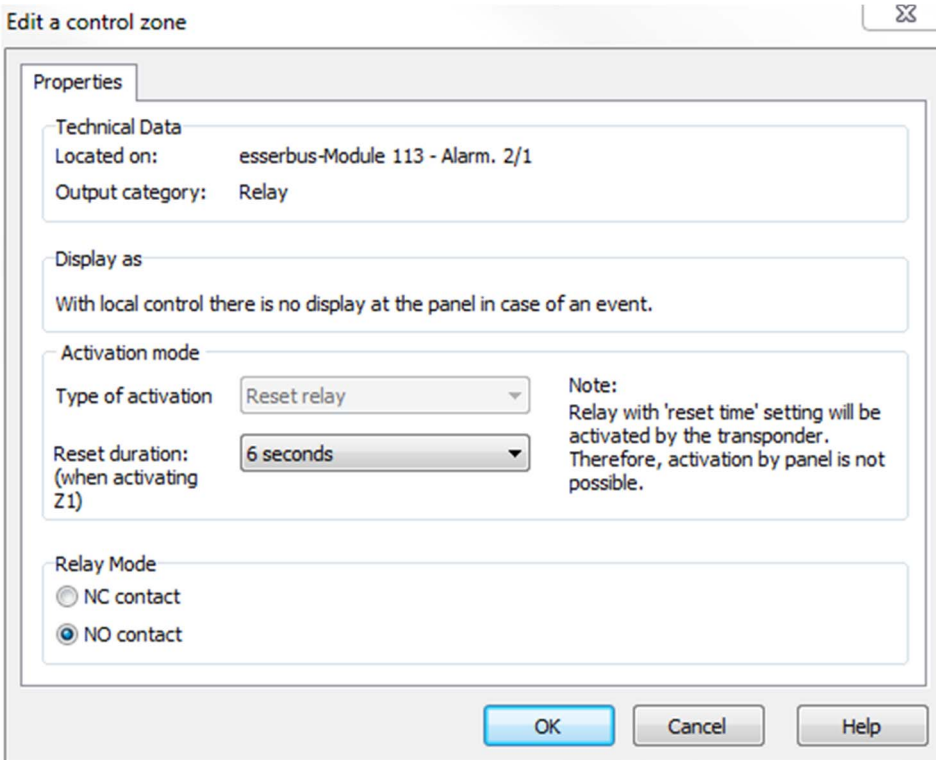 Edit a control zone
Properties
Technical Data
Located on: esserbus-Module 113 - Alarm. 2/1
Output category: Relay
Display as
With local control there is no display at the panel in case of an event.
Activation mode
Type of activation Reset relay
Reset duration:
(when activating
Z1)
6 seconds
Note:
Relay with 'reset time' setting will be
activated by the transponder.
Therefore, activation by panel is not
possible.
Relay Mode
NC contact
NO contact
OK Cancel Help